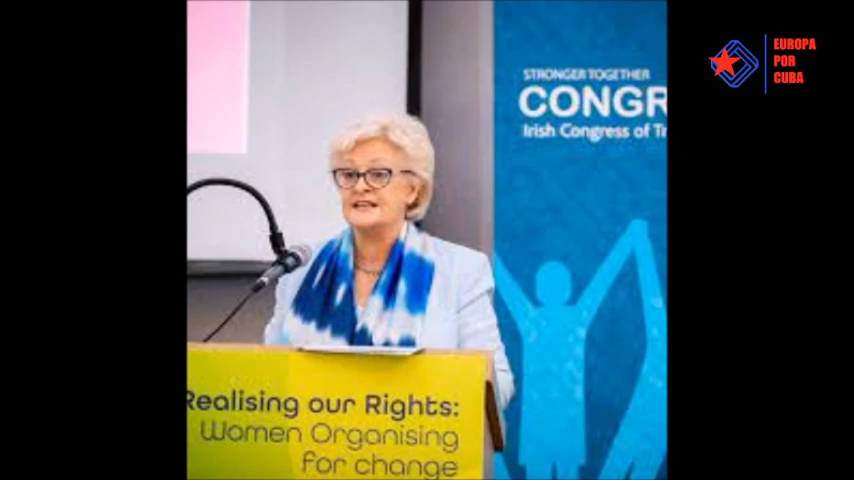 EUROPA
POR
CUBA
STRONGER TOGETHER
CONGR
Irish Congress of Tr
Realising our Rights:
Women Organising
for change